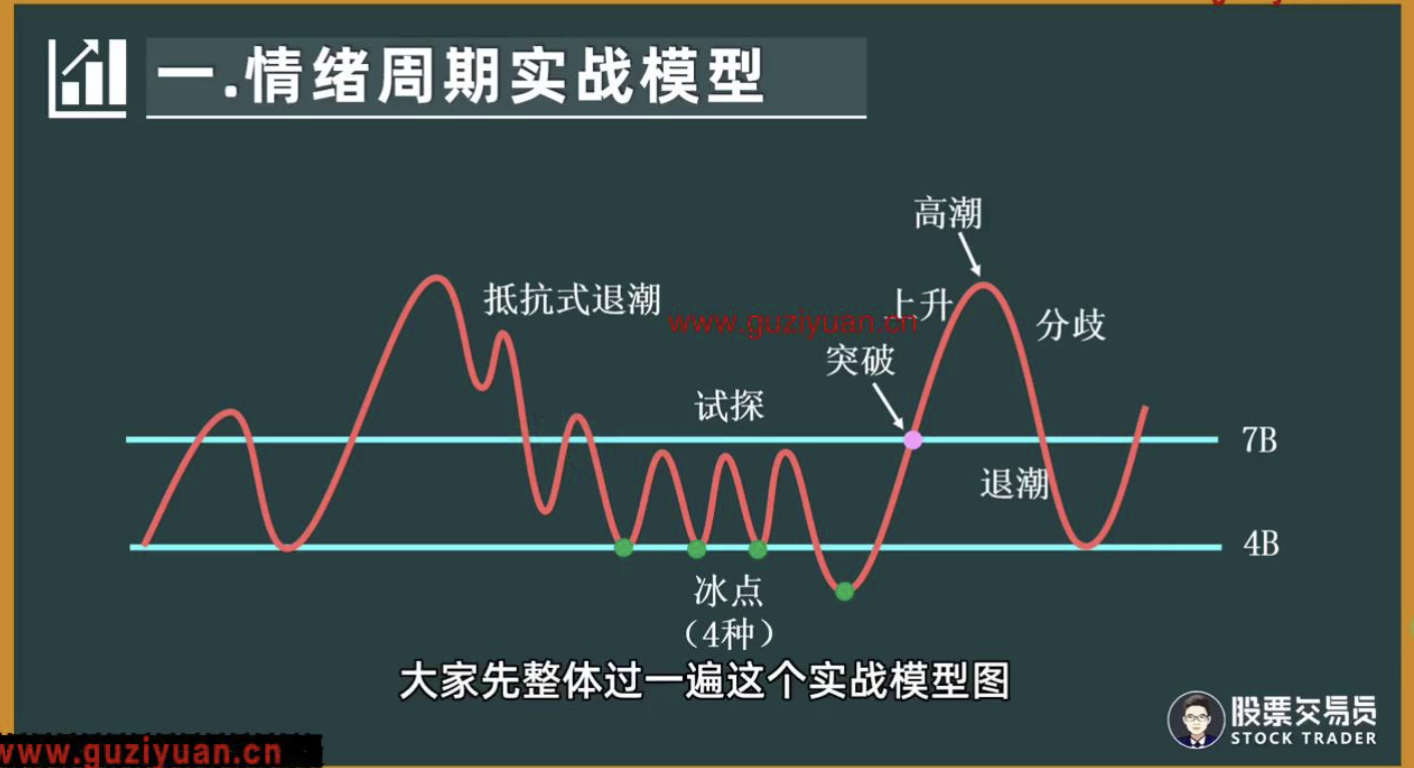 一.情绪周期实战模型
高潮
抵抗式退潮
www.guziyuan.cn
上升
分歧
突破
试探
7B
退潮
4B
冰点
（4种）
大家先整体过一遍这个实战模型图
股票交易员
STOCK TRADER
www.guziyuan.cn